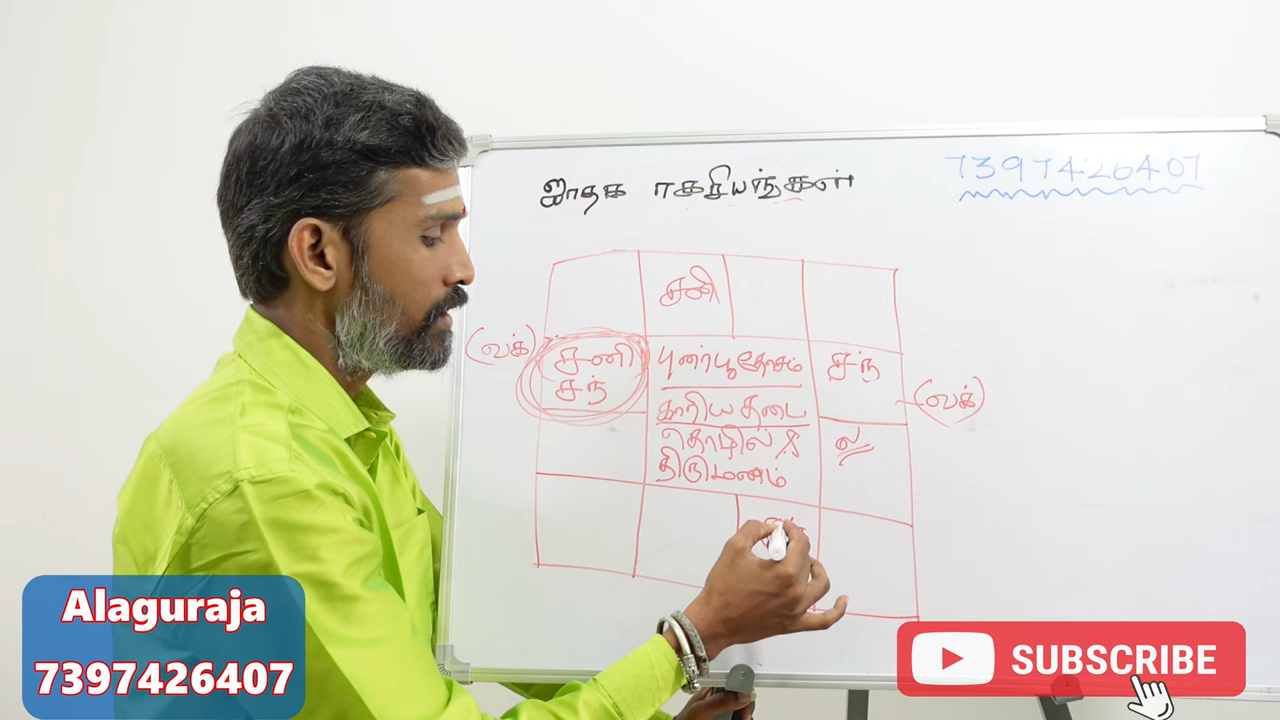 ஜாதக ரகசியங்கள்
7397426407
சனி
(வக்) சனி புனர்பூ தோசம் சந்
சந் காரிய தடை (வக்)
தொழில் &
திருமணம்
ல
Alaguraja
7397426407
SUBSCRIBE